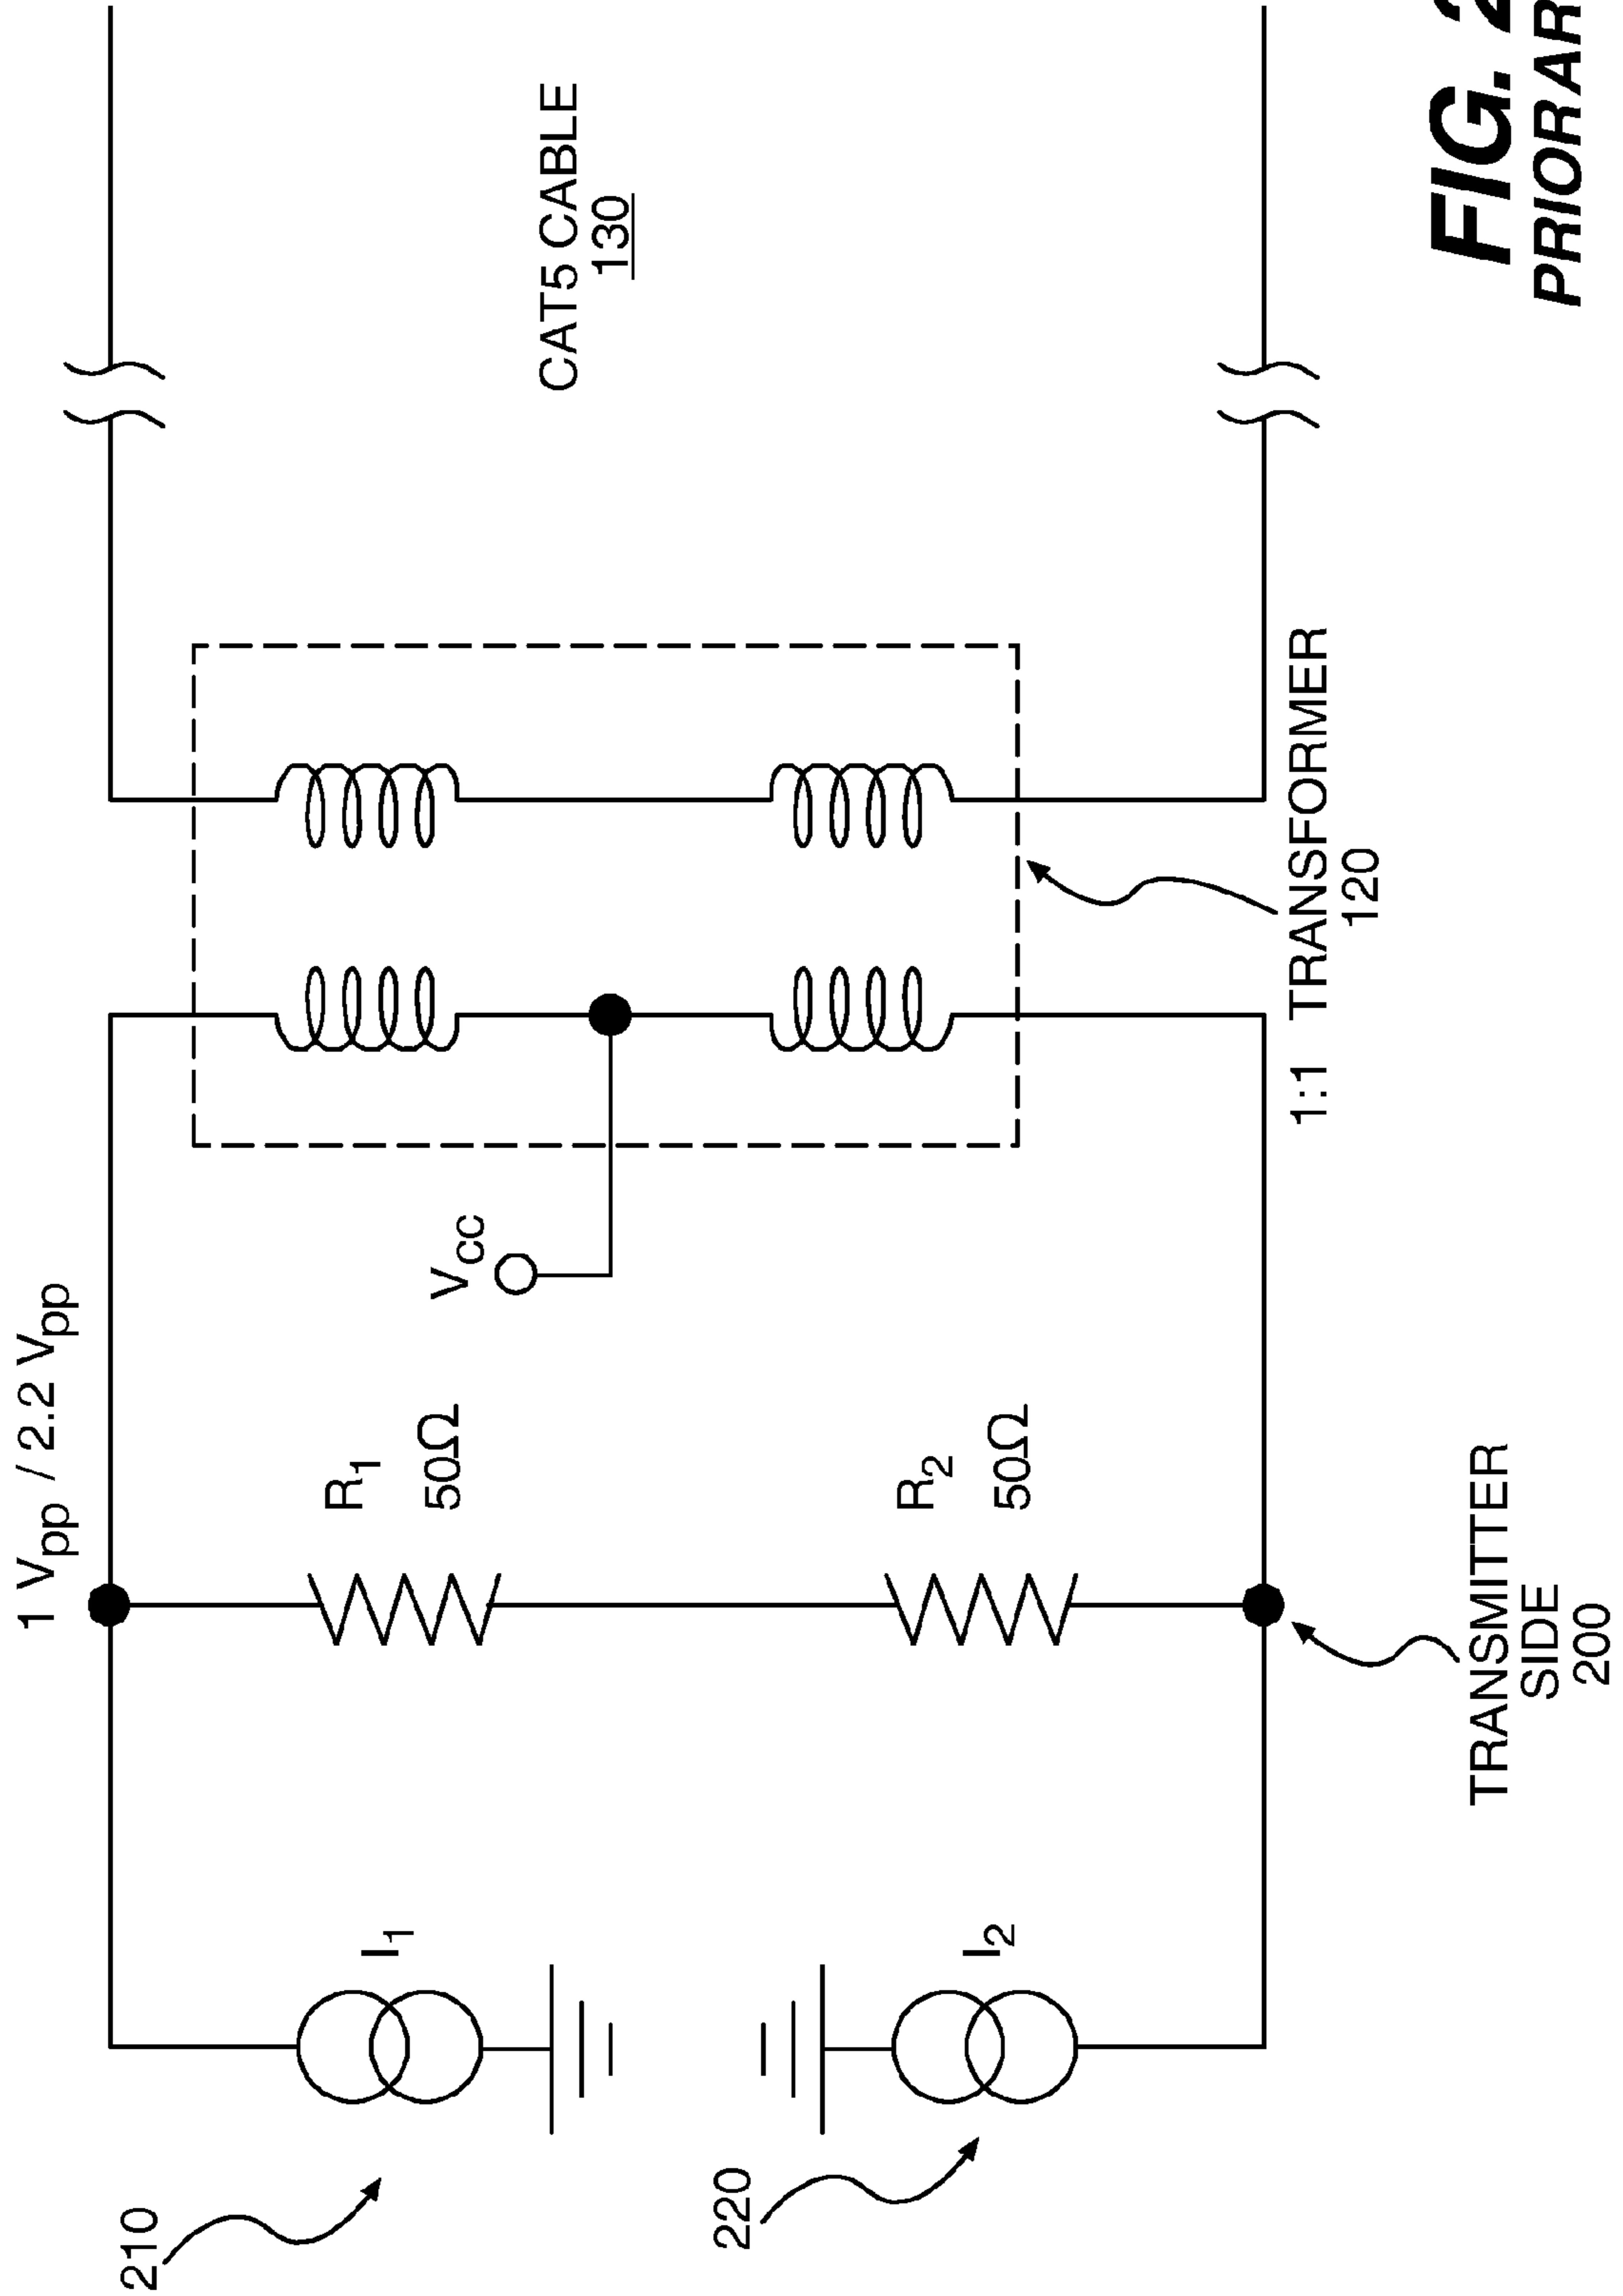 1 Vpp / 2.2 Vpp
210
I1
R1
50Ω
Vcc
CAT5 CABLE
130
220
I2
R2
50Ω
1:1 TRANSFORMER
120
TRANSMITTER
SIDE
200
FIG.
PRIOR AR